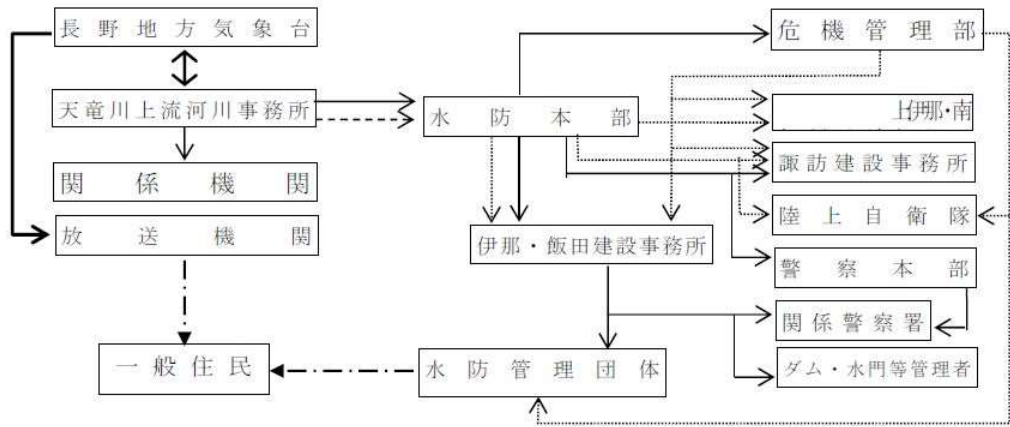 長野地方気象台
危機管理部
天竜川上流河川事務所
水防本部
上伊那・南
関係機関
諏訪建設事務所
放送機関
陸上自衛隊
伊那・飯田建設事務所
警察本部
関係警察署
一般住民
水防管理団体
ダム・水門等管理者